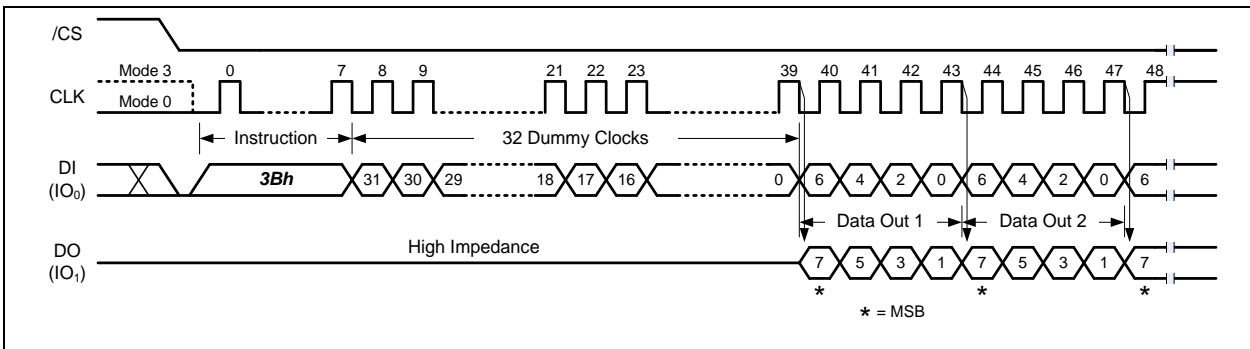 /CS
Mode 3 0 7 8 9 21 22 23 39 40 41 42 43 44 45 46 47 48
CLK
Mode 0
Instruction 32 Dummy Clocks
DI
(IO₀)
3Bh 31 30 29 18 17 16 0 6 4 2 0 6 4 2 0 6
Data Out 1 Data Out 2
DO
(IO₁)
High Impedance
7 5 3 1 7 5 3 1 7
* * *
* = MSB